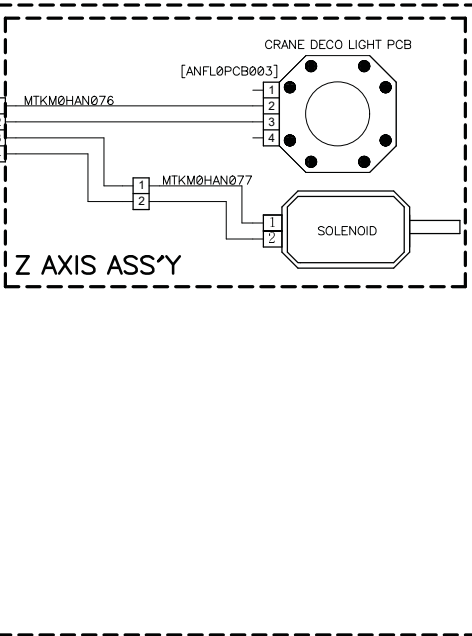 CRANE DECO LIGHT PCB
[ANFL0PCB003]
1
MTKM0HAN076
2
3
4
1
MTKM0HAN077
2
1
SOLENOID
2
Z AXIS ASS'Y